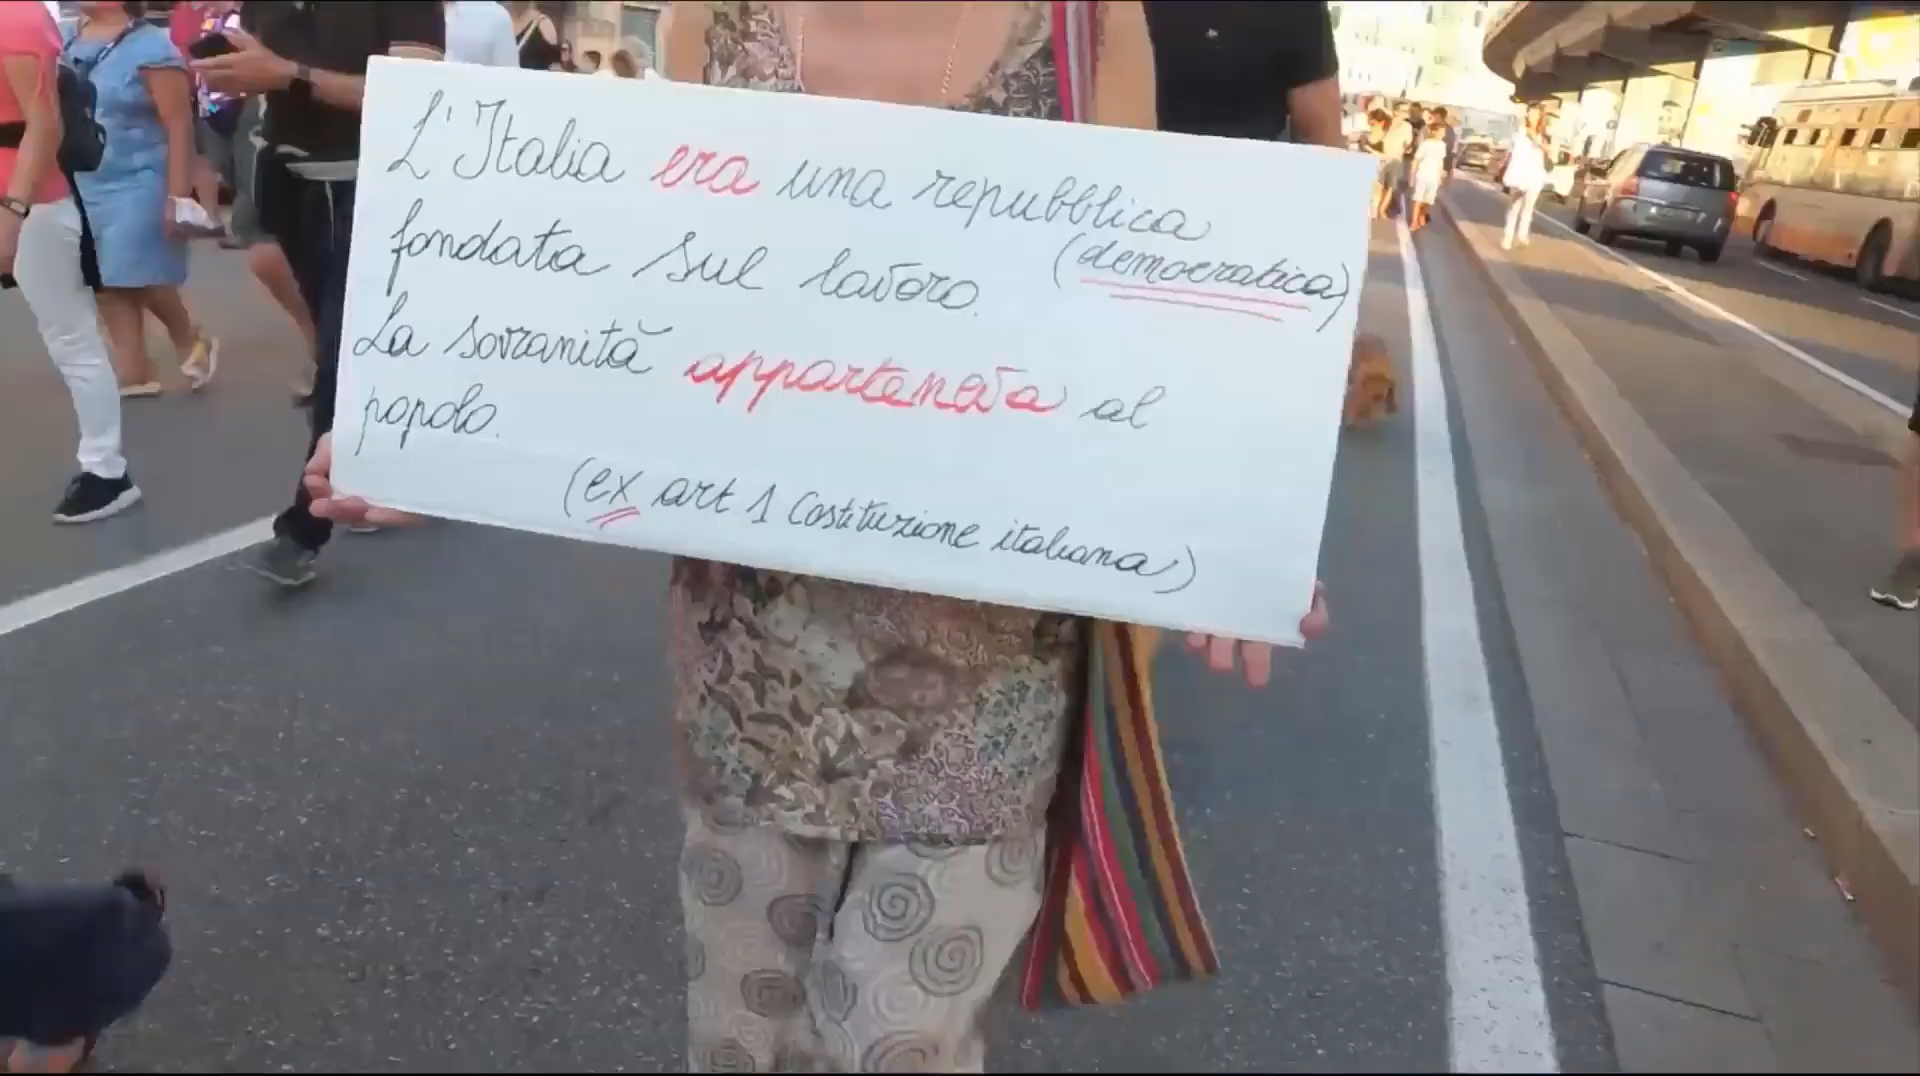 L'Italia era una repubblica
(democratica)
fondata sul lavoro.
La sovranità apparteneva al
popolo.
(ex art. 1 Costituzione italiana)